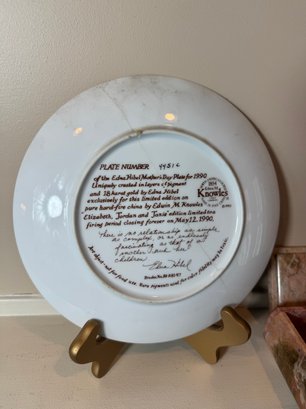 PLATE NUMBER 4451 C
of the Edna Hibel Mother's Day Plate for 1990
Uniquely created in layers of pigment
and 18 karat gold by Edna Hibel
exclusively for this limited edition on
pure hard-fire china by Edwin M. Knowles
"Elizabeth, Jordan and Janie" edition limited to a
firing period closing forever on May 12, 1990.
There is no relationship as simple,
as complex, or as endlessly
fascinating as that of a
mother and her
children.
Edna Hibel
Knowles